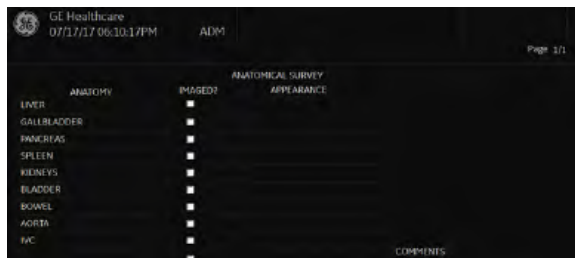 GE Healthcare
07/17/17 06:10:17PM ADM
Page 1/1
ANATOMICAL SURVEY
ANATOMY IMAGED? APPEARANCE
LIVER
GALLBLADDER
PANCREAS
SPLEEN
KIDNEYS
BLADDER
BOWEL
AORTA
IVC
COMMENTS